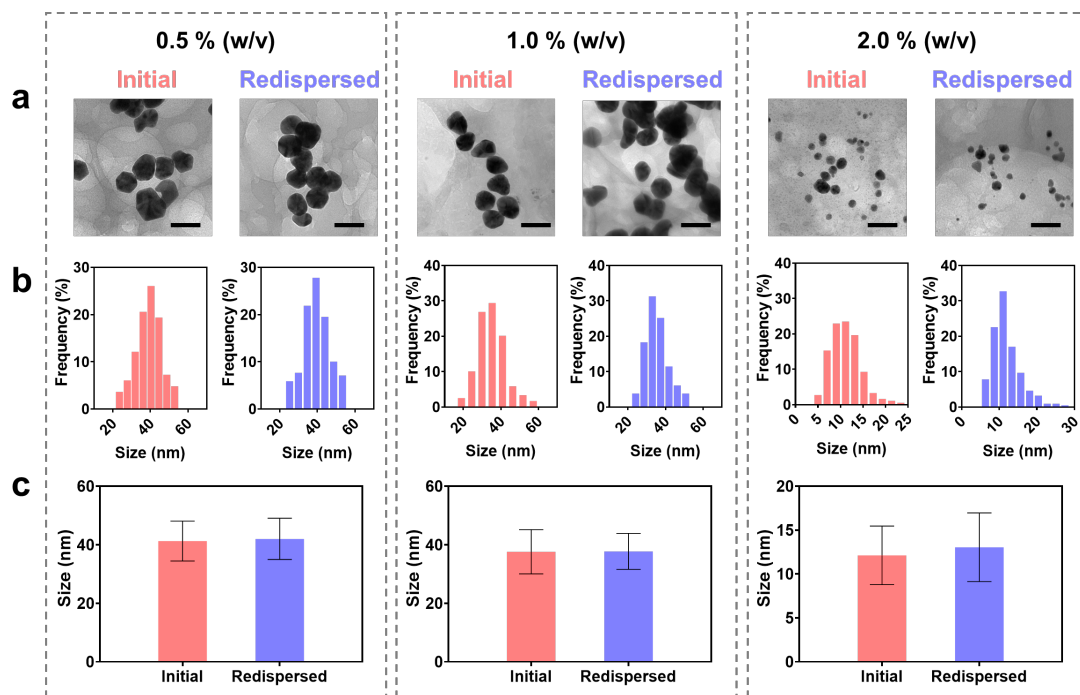 0.5 % (w/v)
1.0 % (w/v)
2.0 % (w/v)
Initial
Redispersed
Initial
Redispersed
Initial
Redispersed
a
b
Frequency (%)
30
20
10
0
20
40
60
Size (nm)
Frequency (%)
30
20
10
0
20
40
60
Size (nm)
Frequency (%)
40
30
20
10
0
20
40
60
Size (nm)
Frequency (%)
40
30
20
10
0
20
40
60
Size (nm)
Frequency (%)
40
30
20
10
0
0
5
10
15
20
25
Size (nm)
Frequency (%)
40
30
20
10
0
0
10
20
30
Size (nm)
c
Size (nm)
60
40
20
0
Initial
Redispersed
Size (nm)
60
40
20
0
Initial
Redispersed
Size (nm)
20
15
10
5
0
Initial
Redispersed